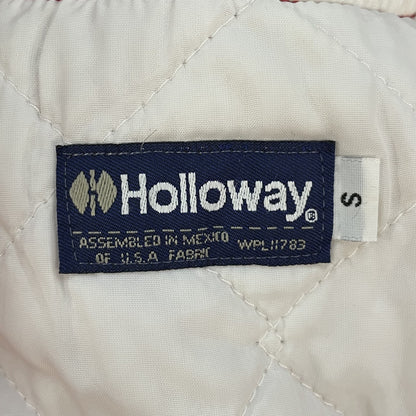 Holloway®
ASSEMBLED IN MEXICO WPL11783
OF U.S.A FABRIC
S